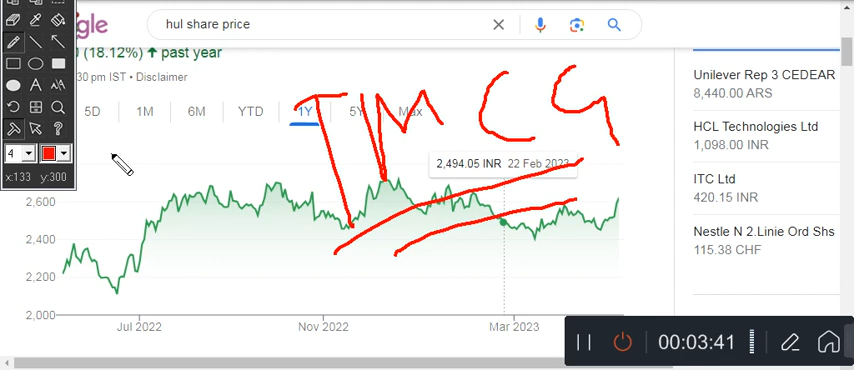 gle
hul share price
(18.12%) ↑ past year
30 pm IST • Disclaimer
5D 1M 6M YTD 1Y 5Y Max
2,494.05 INR 22 Feb 2023
2,600
2,400
2,200
2,000
Jul 2022 Nov 2022 Mar 2023
Unilever Rep 3 CEDEAR
8,440.00 ARS
HCL Technologies Ltd
1,098.00 INR
ITC Ltd
420.15 INR
Nestle N 2.Linie Ord Shs
115.38 CHF
4
x:133 y:300
00:03:41